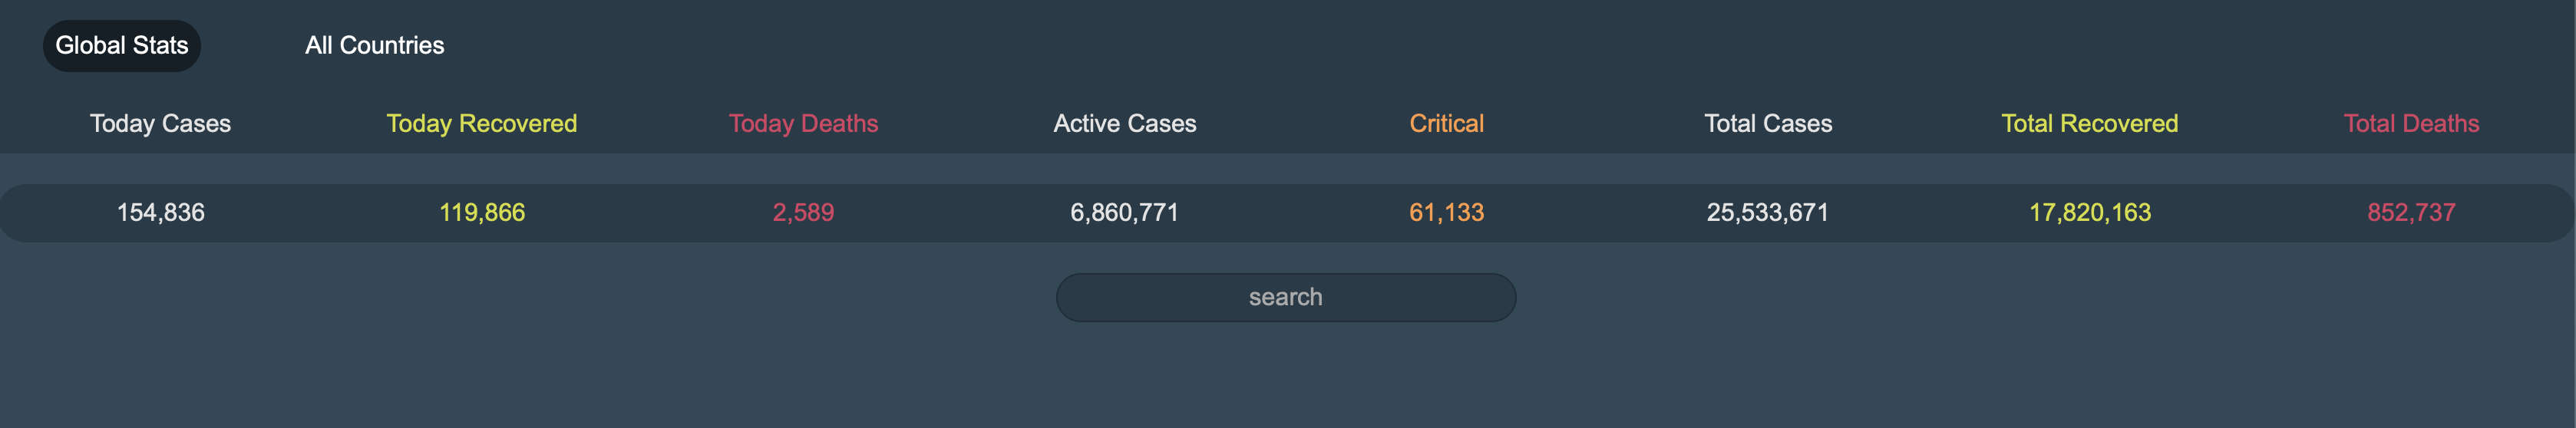 Global Stats All Countries
Today Cases Today Recovered Today Deaths Active Cases Critical Total Cases Total Recovered Total Deaths
154,836 119,866 2,589 6,860,771 61,133 25,533,671 17,820,163 852,737
search